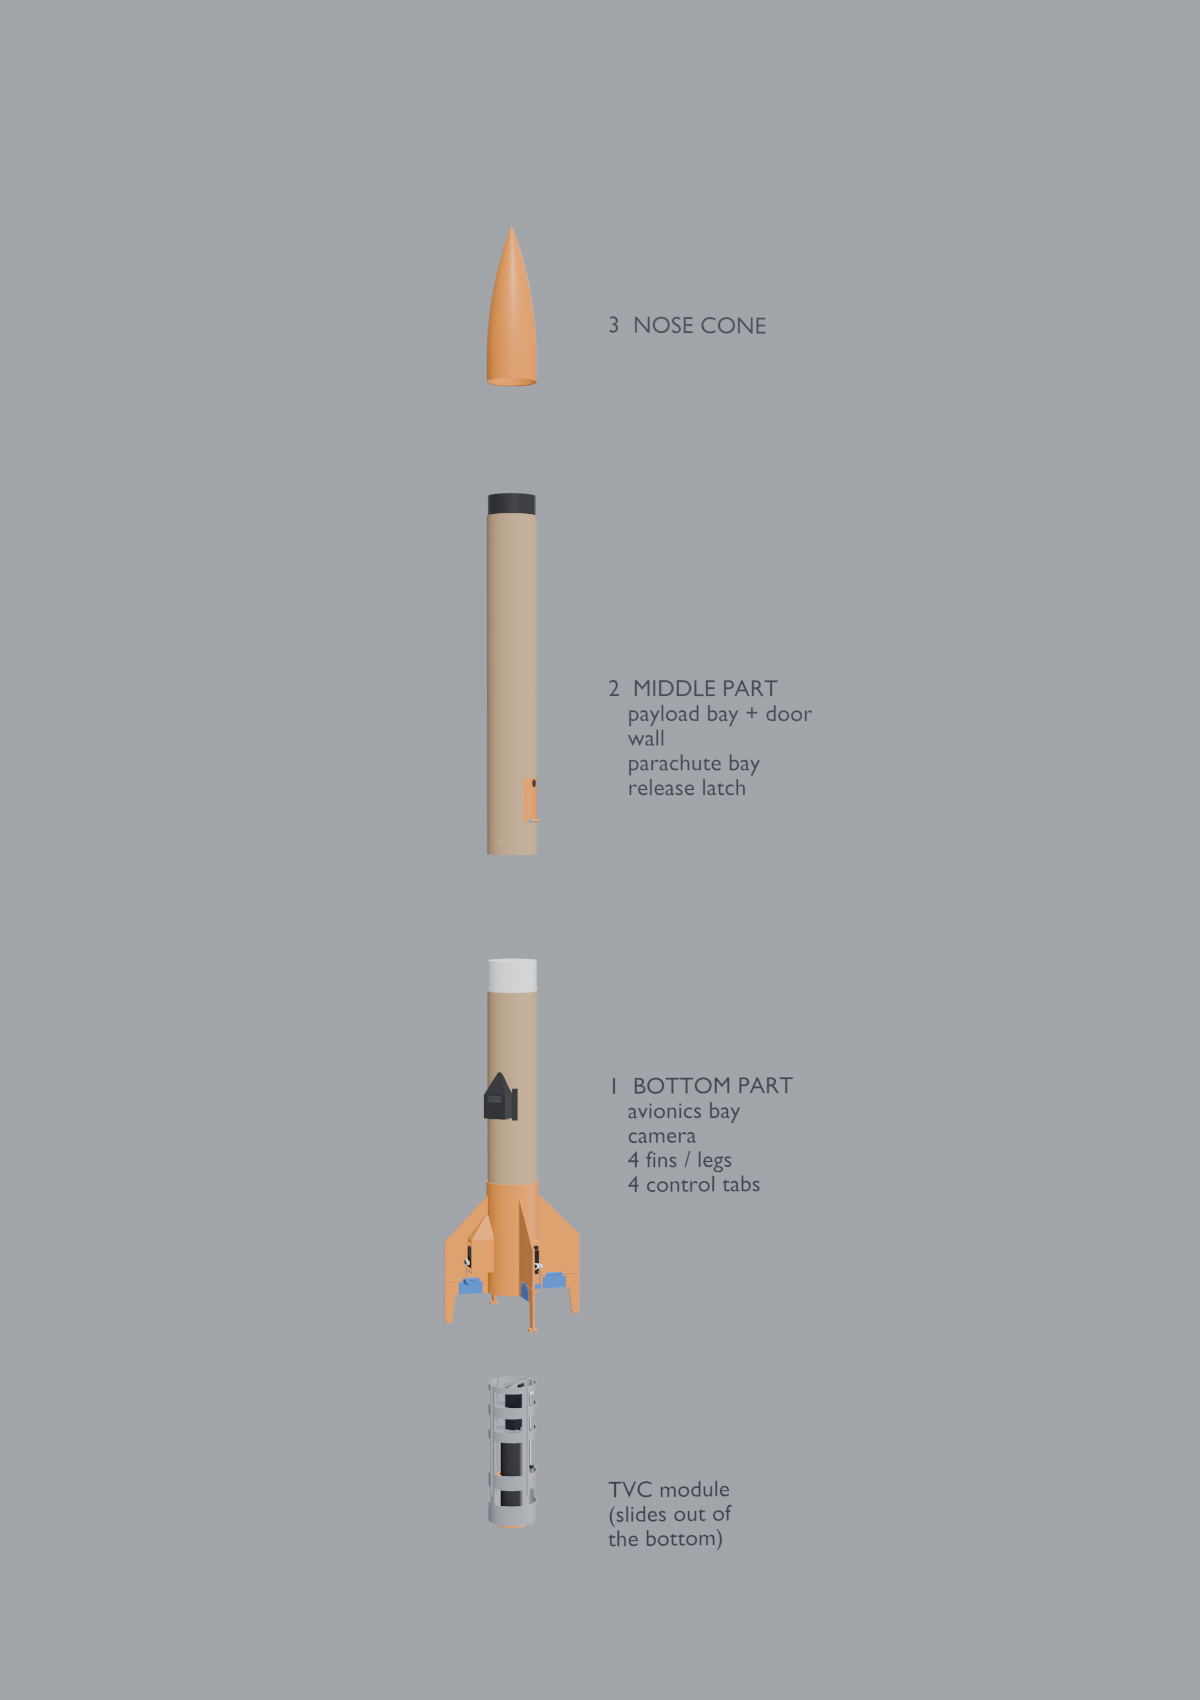 3 NOSE CONE
2 MIDDLE PART
payload bay + door
wall
parachute bay
release latch
1 BOTTOM PART
avionics bay
camera
4 fins / legs
4 control tabs
TVC module
(slides out of
the bottom)